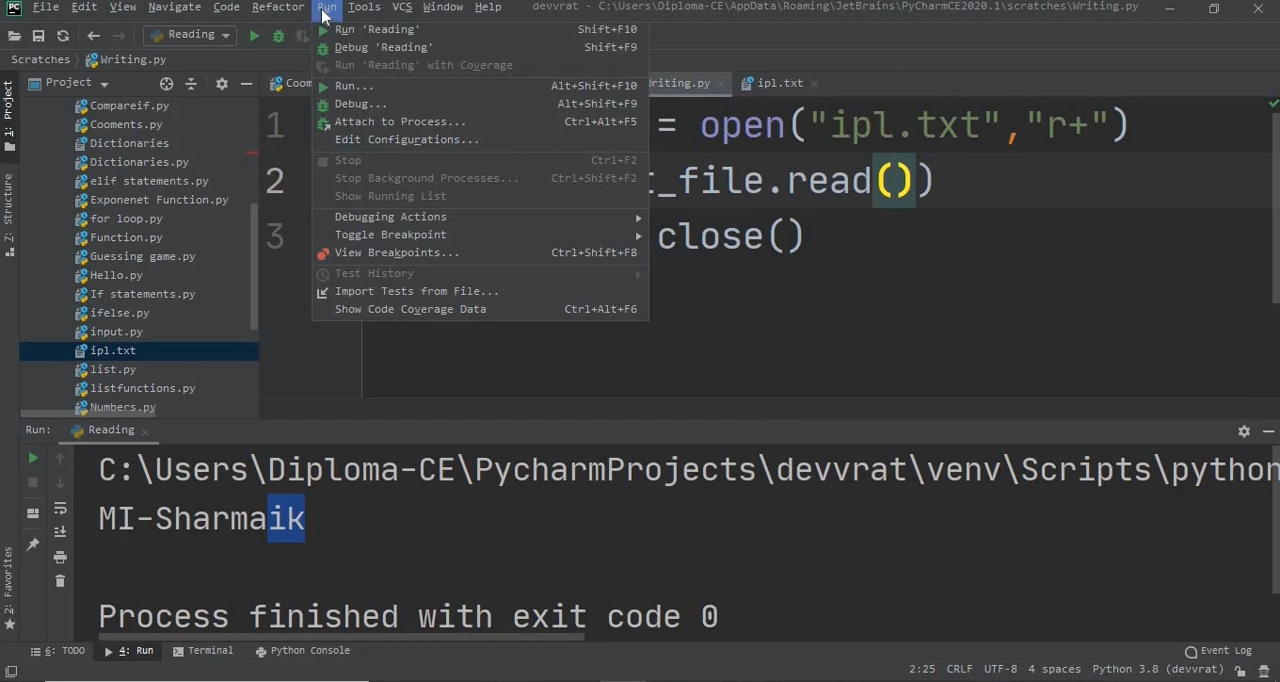 PC File Edit View Navigate Code Refactor Run Tools VCS Window Help devvrat - C:\Users\Diploma-CE\AppData\Roaming\JetBrains\PyCharmCE2020.1\scratches\Writing.py
Reading
Scratches Writing.py
Project
Writing.py ipl.txt
Compareif.py
Cooments.py
Dictionaries
Dictionaries.py
elif statements.py
Exponenet Function.py
for loop.py
Function.py
Guessing game.py
Hello.py
If statements.py
ifelse.py
input.py
ipl.txt
list.py
listfunctions.py
Numbers.py
Run 'Reading' Shift+F10
Debug 'Reading' Shift+F9
Run 'Reading' with Coverage
Run... Alt+Shift+F10
Debug... Alt+Shift+F9
Attach to Process... Ctrl+Alt+F5
Edit Configurations...
Stop Ctrl+F2
Stop Background Processes... Ctrl+Shift+F2
Show Running List
Debugging Actions
Toggle Breakpoint
View Breakpoints... Ctrl+Shift+F8
Test History
Import Tests from File...
Show Code Coverage Data Ctrl+Alt+F6
1 = open("ipl.txt","r+")
2 t_file.read())
3 close()
1: Project
Z: Structure
2: Favorites
Run: Reading
C:\Users\Diploma-CE\PycharmProjects\devvrat\venv\Scripts\python
MI-Sharmaik
Process finished with exit code 0
6: TODO 4: Run Terminal Python Console Event Log
2:25 CRLF UTF-8 4 spaces Python 3.8 (devvrat)